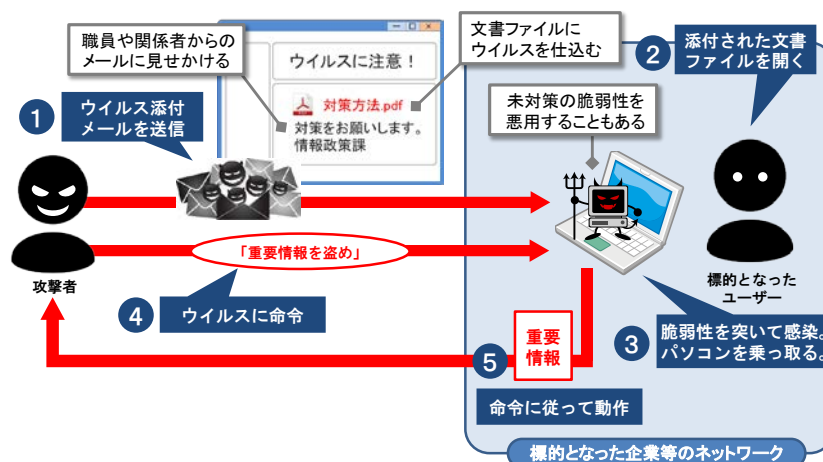 職員や関係者からの
メールに見せかける
ウイルスに注意！
対策方法.pdf
対策をお願いします。
情報政策課
文書ファイルに
ウイルスを仕込む
2
添付された文書
ファイルを開く
1
ウイルス添付
メールを送信
未対策の脆弱性を
悪用することもある
「重要情報を盗め」
攻撃者
標的となった
ユーザー
4
ウイルスに命令
3
脆弱性を突いて感染。
パソコンを乗っ取る。
5
重要
情報
命令に従って動作
標的となった企業等のネットワーク